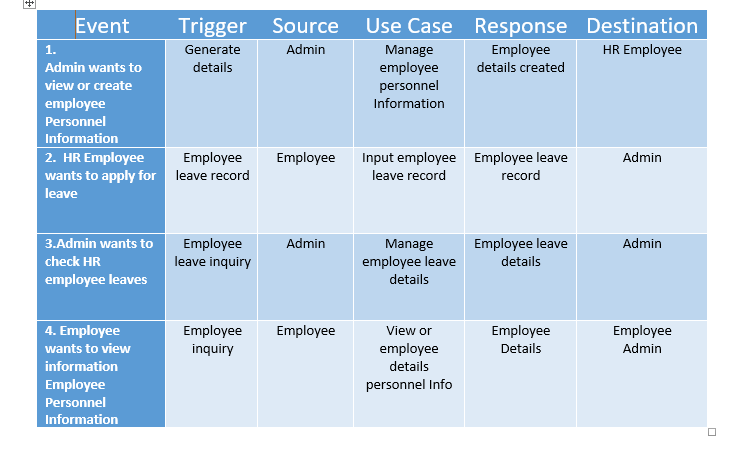 Event Trigger Source Use Case Response Destination
1.
Admin wants to
view or create
employee
Personnel
Information
Generate
details
Admin
Manage
employee
personnel
Information
Employee
details created
HR Employee
2. HR Employee
wants to apply for
leave
Employee
leave record
Employee
Input employee
leave record
Employee leave
record
Admin
3.Admin wants to
check HR
employee leaves
Employee
leave inquiry
Admin
Manage
employee leave
details
Employee leave
details
Admin
4. Employee
wants to view
information
Employee
Personnel
Information
Employee
inquiry
Employee
View or
employee
details
personnel Info
Employee
Details
Employee
Admin